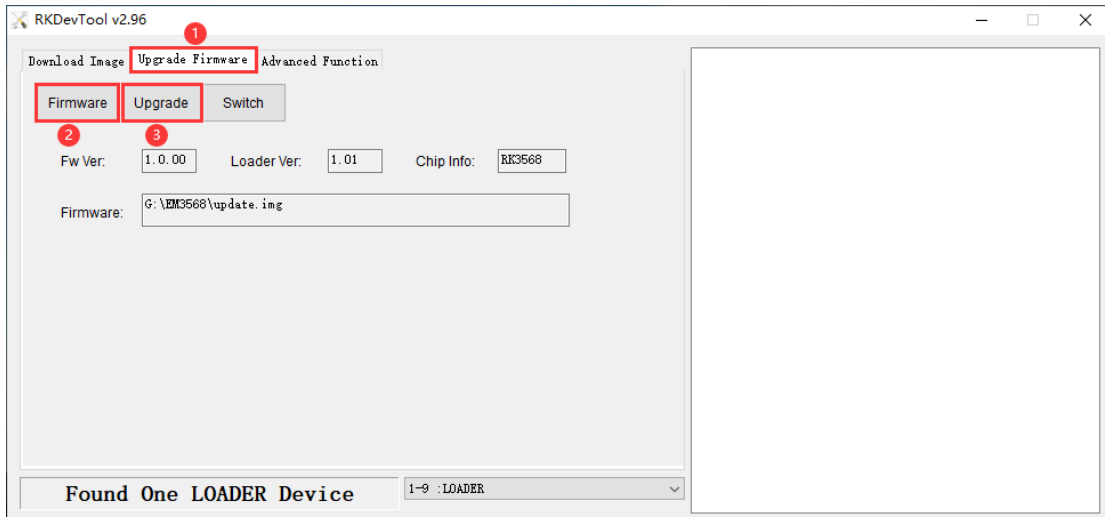 RKDevTool v2.96
1
Download Image Upgrade Firmware Advanced Function
Firmware Upgrade Switch
2 3
Fw Ver: 1.0.00 Loader Ver: 1.01 Chip Info: RK3568
Firmware: G:\EM3568\update.img
Found One LOADER Device 1-9 :LOADER